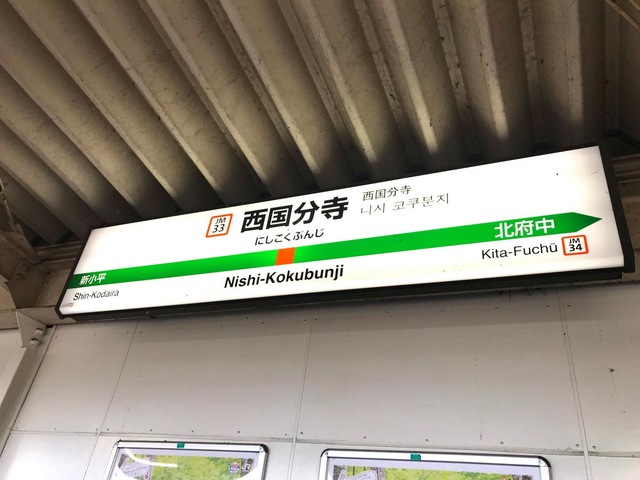 JM
33
西国分寺
西国分寺
니시 코쿠분지
にしこくぶんじ
新小平
北府中
Shin-Kodaira
Nishi-Kokubunji
Kita-Fuchū
JM
34